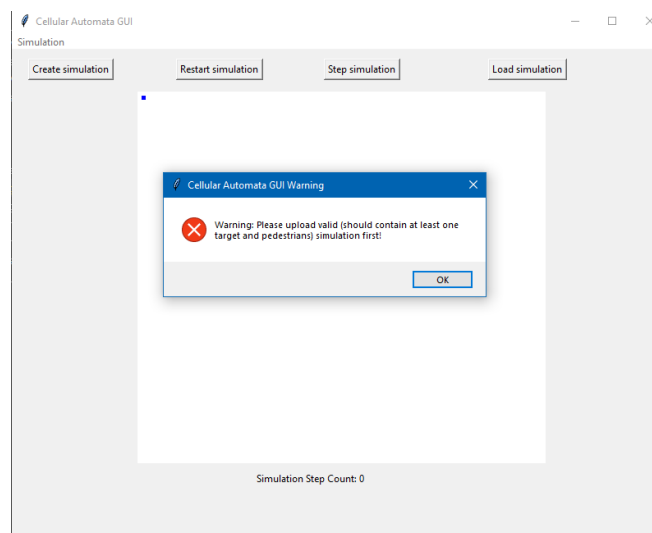 Cellular Automata GUI
Simulation
Create simulation
Restart simulation
Step simulation
Load simulation
Cellular Automata GUI Warning
Warning: Please upload valid (should contain at least one
target and pedestrians) simulation first!
OK
Simulation Step Count: 0